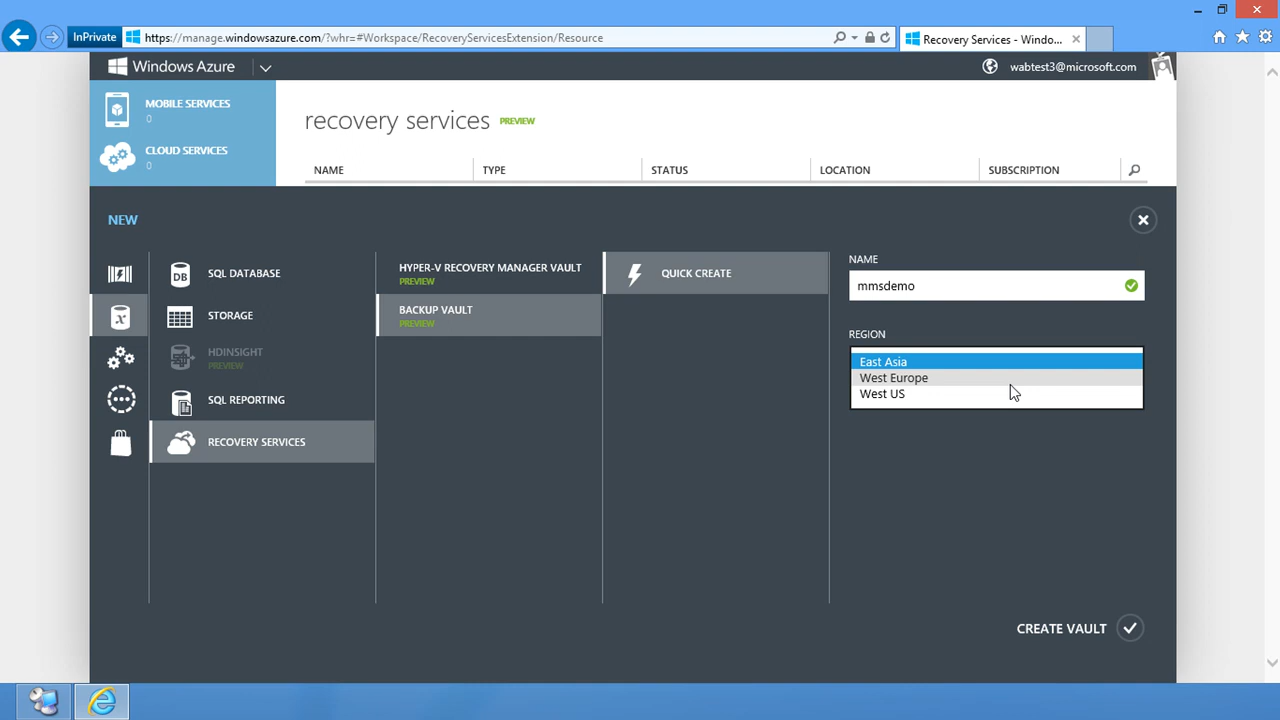 InPrivate
https://manage.windowsazure.com/?whr=#Workspace/RecoveryServicesExtension/Resource
Recovery Services - Windo...
Windows Azure
wabtest3@microsoft.com
MOBILE SERVICES
0
CLOUD SERVICES
0
recovery services PREVIEW
NAME TYPE STATUS LOCATION SUBSCRIPTION
NEW
DB SQL DATABASE
STORAGE
HDINSIGHT
PREVIEW
SQL REPORTING
RECOVERY SERVICES
HYPER-V RECOVERY MANAGER VAULT
PREVIEW
BACKUP VAULT
PREVIEW
QUICK CREATE
NAME
mmsdemo
REGION
East Asia
West Europe
West US
CREATE VAULT